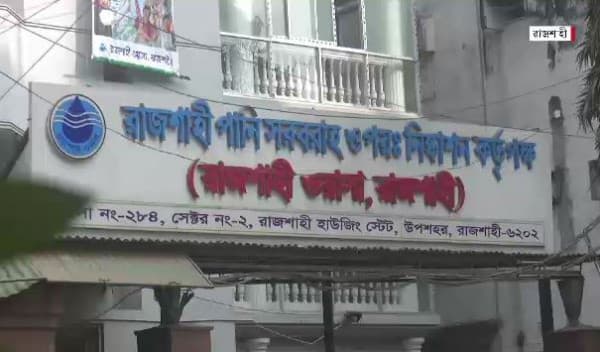 রাজশাহী
রাজশাহী পানি সরবরাহ ও পয়ঃ নিষ্কাশন কর্তৃপক্ষ
(রাজশাহী ওয়াসা, রাজশাহী)
নং-২৮৪, সেক্টর নং-২, রাজশাহী হাউজিং স্টেট, উপশহর, রাজশাহী-৬২০২